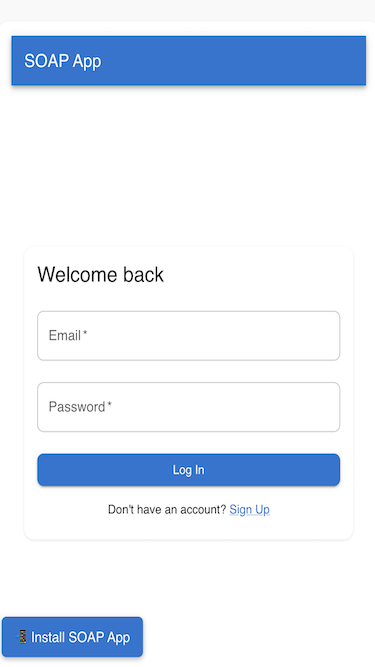 SOAP App
Welcome back
Email *
Password *
Log In
Don't have an account? Sign Up
📲 Install SOAP App